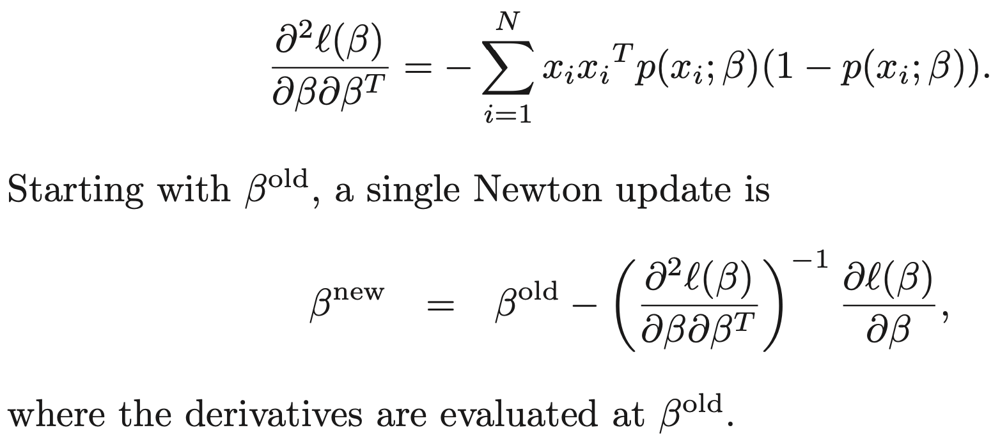 $$\frac{\partial^2 \ell(\beta)}{\partial\beta\partial\beta^T} = -\sum_{i=1}^{N} x_i {x_i}^T p(x_i;\beta)(1 - p(x_i;\beta)).$$
Starting with $\beta^{\text{old}}$, a single Newton update is
$$\beta^{\text{new}} = \beta^{\text{old}} - \left(\frac{\partial^2 \ell(\beta)}{\partial\beta\partial\beta^T}\right)^{-1} \frac{\partial \ell(\beta)}{\partial\beta},$$
where the derivatives are evaluated at $\beta^{\text{old}}$.